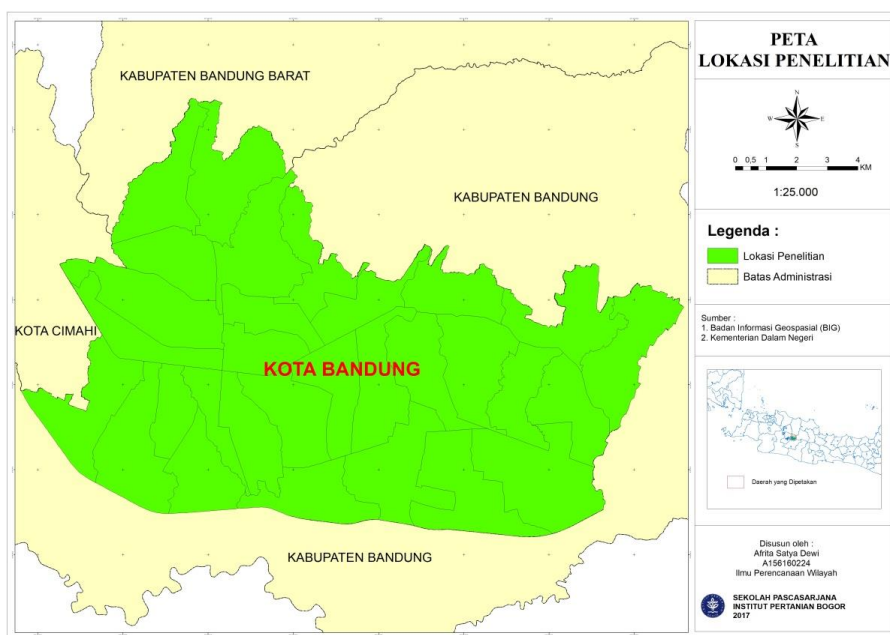 KABUPATEN BANDUNG BARAT
KABUPATEN BANDUNG
KOTA CIMAHI
KOTA BANDUNG
KABUPATEN BANDUNG
PETA
LOKASI PENELITIAN
N
W E
S
0 0,5 1 2 3 4
KM
1:25.000
Legenda :
Lokasi Penelitian
Batas Administrasi
Sumber :
1. Badan Informasi Geospasial (BIG)
2. Kementerian Dalam Negeri
Daerah yang Dipetakan
Disusun oleh :
Afrita Satya Dewi
A156160224
Ilmu Perencanaan Wilayah
SEKOLAH PASCASARJANA
INSTITUT PERTANIAN BOGOR
2017